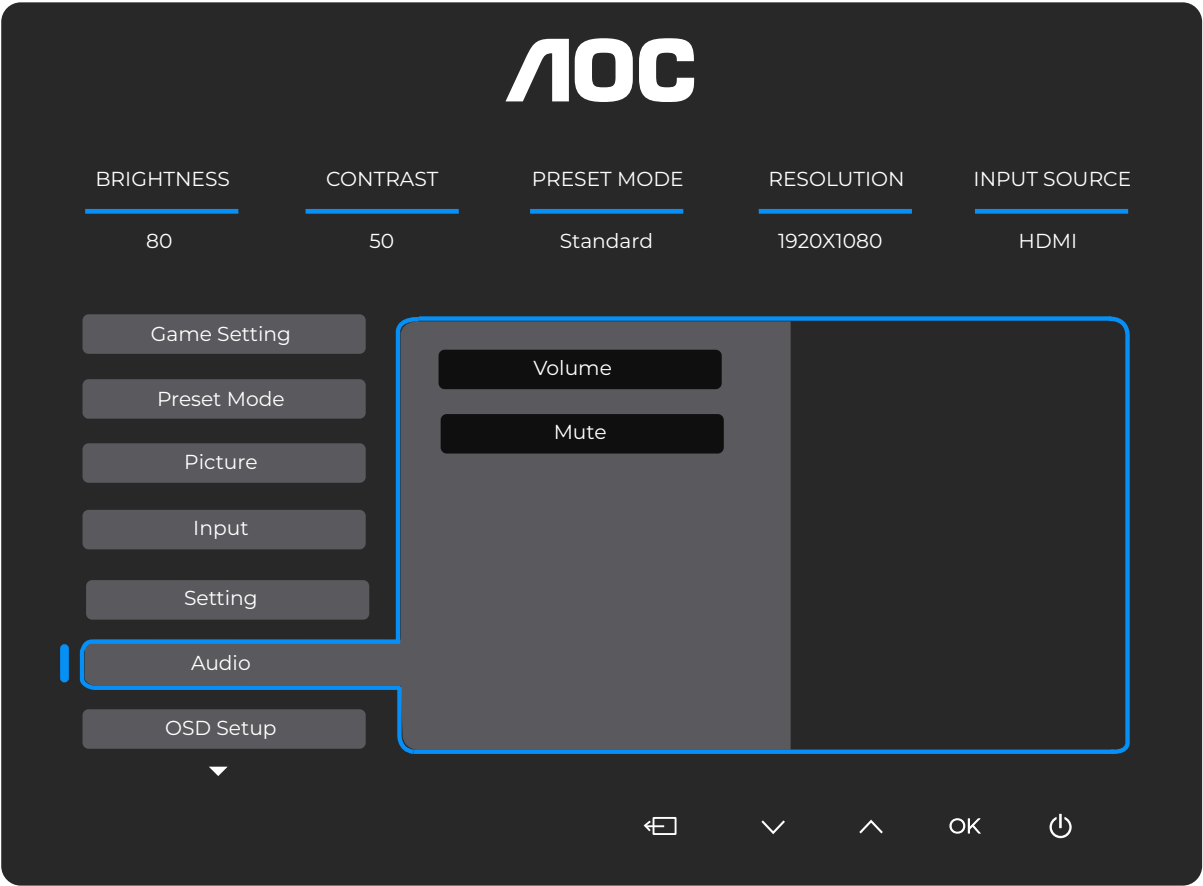 AOC
BRIGHTNESS CONTRAST PRESET MODE RESOLUTION INPUT SOURCE
80 50 Standard 1920X1080 HDMI
Game Setting
Preset Mode
Picture
Input
Setting
Audio
OSD Setup
Volume
Mute
OK